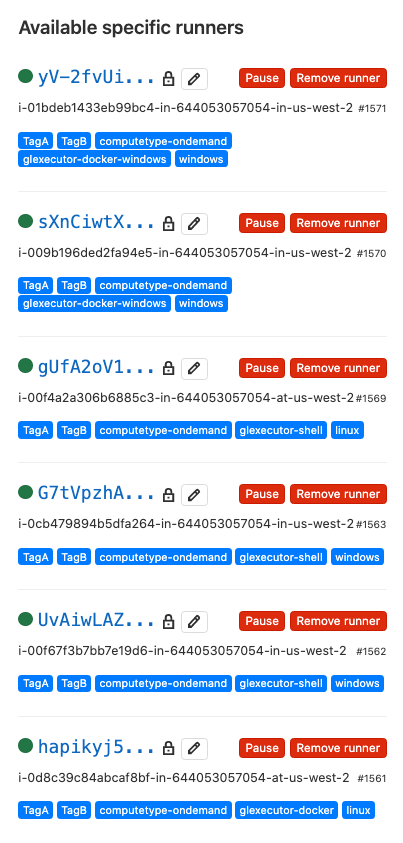 Available specific runners
yV-2fvUi... Pause Remove runner
i-01bdeb1433eb99bc4-in-644053057054-in-us-west-2 #1571
TagA TagB computetype-ondemand
glexecutor-docker-windows windows
sXnCiwtX... Pause Remove runner
i-009b196ded2fa94e5-in-644053057054-in-us-west-2 #1570
TagA TagB computetype-ondemand
glexecutor-docker-windows windows
gUfA2oV1... Pause Remove runner
i-00f4a2a306b6885c3-in-644053057054-at-us-west-2 #1569
TagA TagB computetype-ondemand glexecutor-shell linux
G7tVpzhA... Pause Remove runner
i-0cb479894b5dfa264-in-644053057054-in-us-west-2 #1563
TagA TagB computetype-ondemand glexecutor-shell windows
UvAiwLAZ... Pause Remove runner
i-00f67f3b7bb7e19d6-in-644053057054-in-us-west-2 #1562
TagA TagB computetype-ondemand glexecutor-shell windows
hapikyj5... Pause Remove runner
i-0d8c39c84abcaf8bf-in-644053057054-at-us-west-2 #1561
TagA TagB computetype-ondemand glexecutor-docker linux